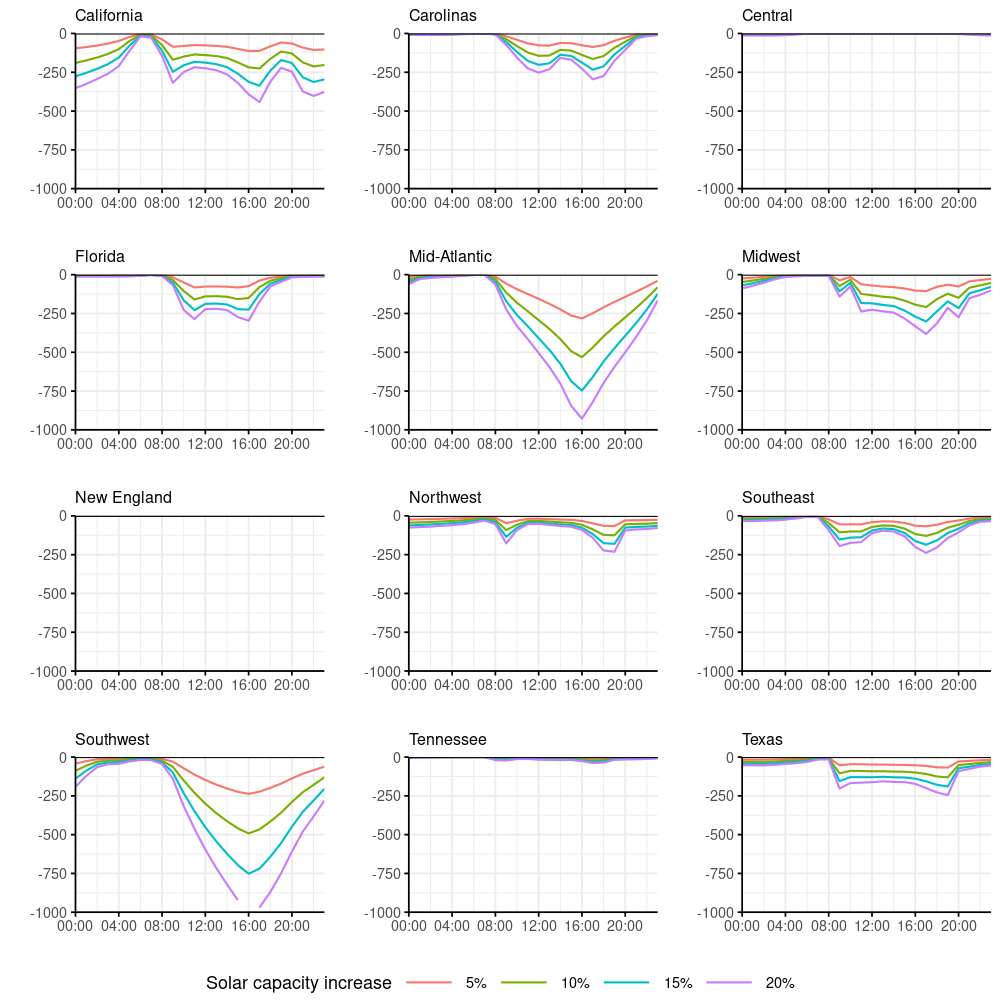 California Carolinas Central
0 0 0
-250 -250 -250
-500 -500 -500
-750 -750 -750
-1000 -1000 -1000
00:00 04:00 08:00 12:00 16:00 20:00 00:00 04:00 08:00 12:00 16:00 20:00 00:00 04:00 08:00 12:00 16:00 20:00
Florida Mid-Atlantic Midwest
0 0 0
-250 -250 -250
-500 -500 -500
-750 -750 -750
-1000 -1000 -1000
00:00 04:00 08:00 12:00 16:00 20:00 00:00 04:00 08:00 12:00 16:00 20:00 00:00 04:00 08:00 12:00 16:00 20:00
New England Northwest Southeast
0 0 0
-250 -250 -250
-500 -500 -500
-750 -750 -750
-1000 -1000 -1000
00:00 04:00 08:00 12:00 16:00 20:00 00:00 04:00 08:00 12:00 16:00 20:00 00:00 04:00 08:00 12:00 16:00 20:00
Southwest Tennessee Texas
0 0 0
-250 -250 -250
-500 -500 -500
-750 -750 -750
-1000 -1000 -1000
00:00 04:00 08:00 12:00 16:00 20:00 00:00 04:00 08:00 12:00 16:00 20:00 00:00 04:00 08:00 12:00 16:00 20:00
Solar capacity increase 5% 10% 15% 20%